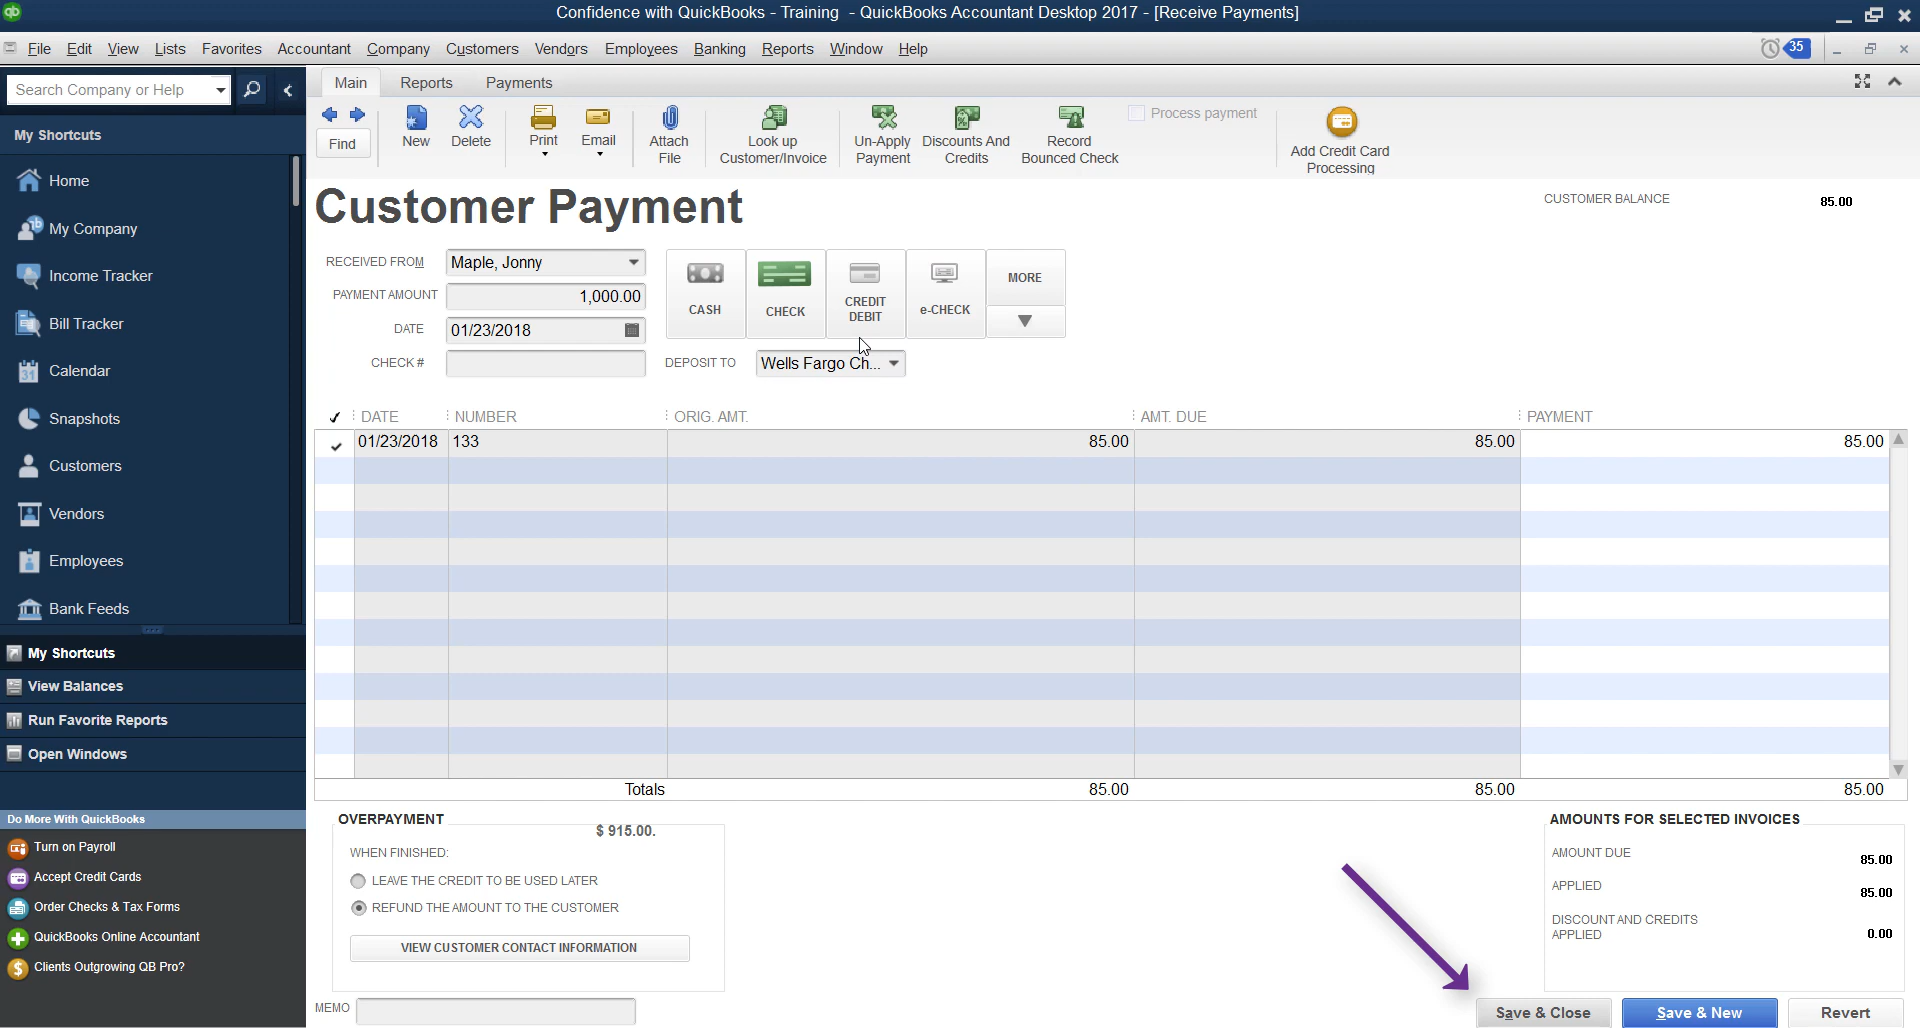 Confidence with QuickBooks - Training - QuickBooks Accountant Desktop 2017 - [Receive Payments]
File Edit View Lists Favorites Accountant Company Customers Vendors Employees Banking Reports Window Help
35
Search Company or Help
Main Reports Payments
Find
New
Delete
Print
Email
Attach
File
Look up
Customer/Invoice
Un-Apply
Payment
Discounts And
Credits
Record
Bounced Check
Process payment
Add Credit Card
Processing
My Shortcuts
Home
My Company
Income Tracker
Bill Tracker
Calendar
31
Snapshots
Customers
Vendors
Employees
Bank Feeds
My Shortcuts
View Balances
Run Favorite Reports
Open Windows
Do More With QuickBooks
Turn on Payroll
Accept Credit Cards
Order Checks & Tax Forms
QuickBooks Online Accountant
Clients Outgrowing QB Pro?
Customer Payment
CUSTOMER BALANCE 85.00
RECEIVED FROM Maple, Jonny
PAYMENT AMOUNT 1,000.00
DATE 01/23/2018
CHECK #
CASH
CHECK
CREDIT
DEBIT
e-CHECK
MORE
DEPOSIT TO Wells Fargo Ch...
DATE NUMBER ORIG. AMT. AMT. DUE PAYMENT
01/23/2018 133 85.00 85.00 85.00
Totals 85.00 85.00 85.00
OVERPAYMENT
$ 915.00.
WHEN FINISHED:
LEAVE THE CREDIT TO BE USED LATER
REFUND THE AMOUNT TO THE CUSTOMER
VIEW CUSTOMER CONTACT INFORMATION
MEMO
AMOUNTS FOR SELECTED INVOICES
AMOUNT DUE 85.00
APPLIED 85.00
DISCOUNT AND CREDITS
APPLIED 0.00
Save & Close
Save & New
Revert